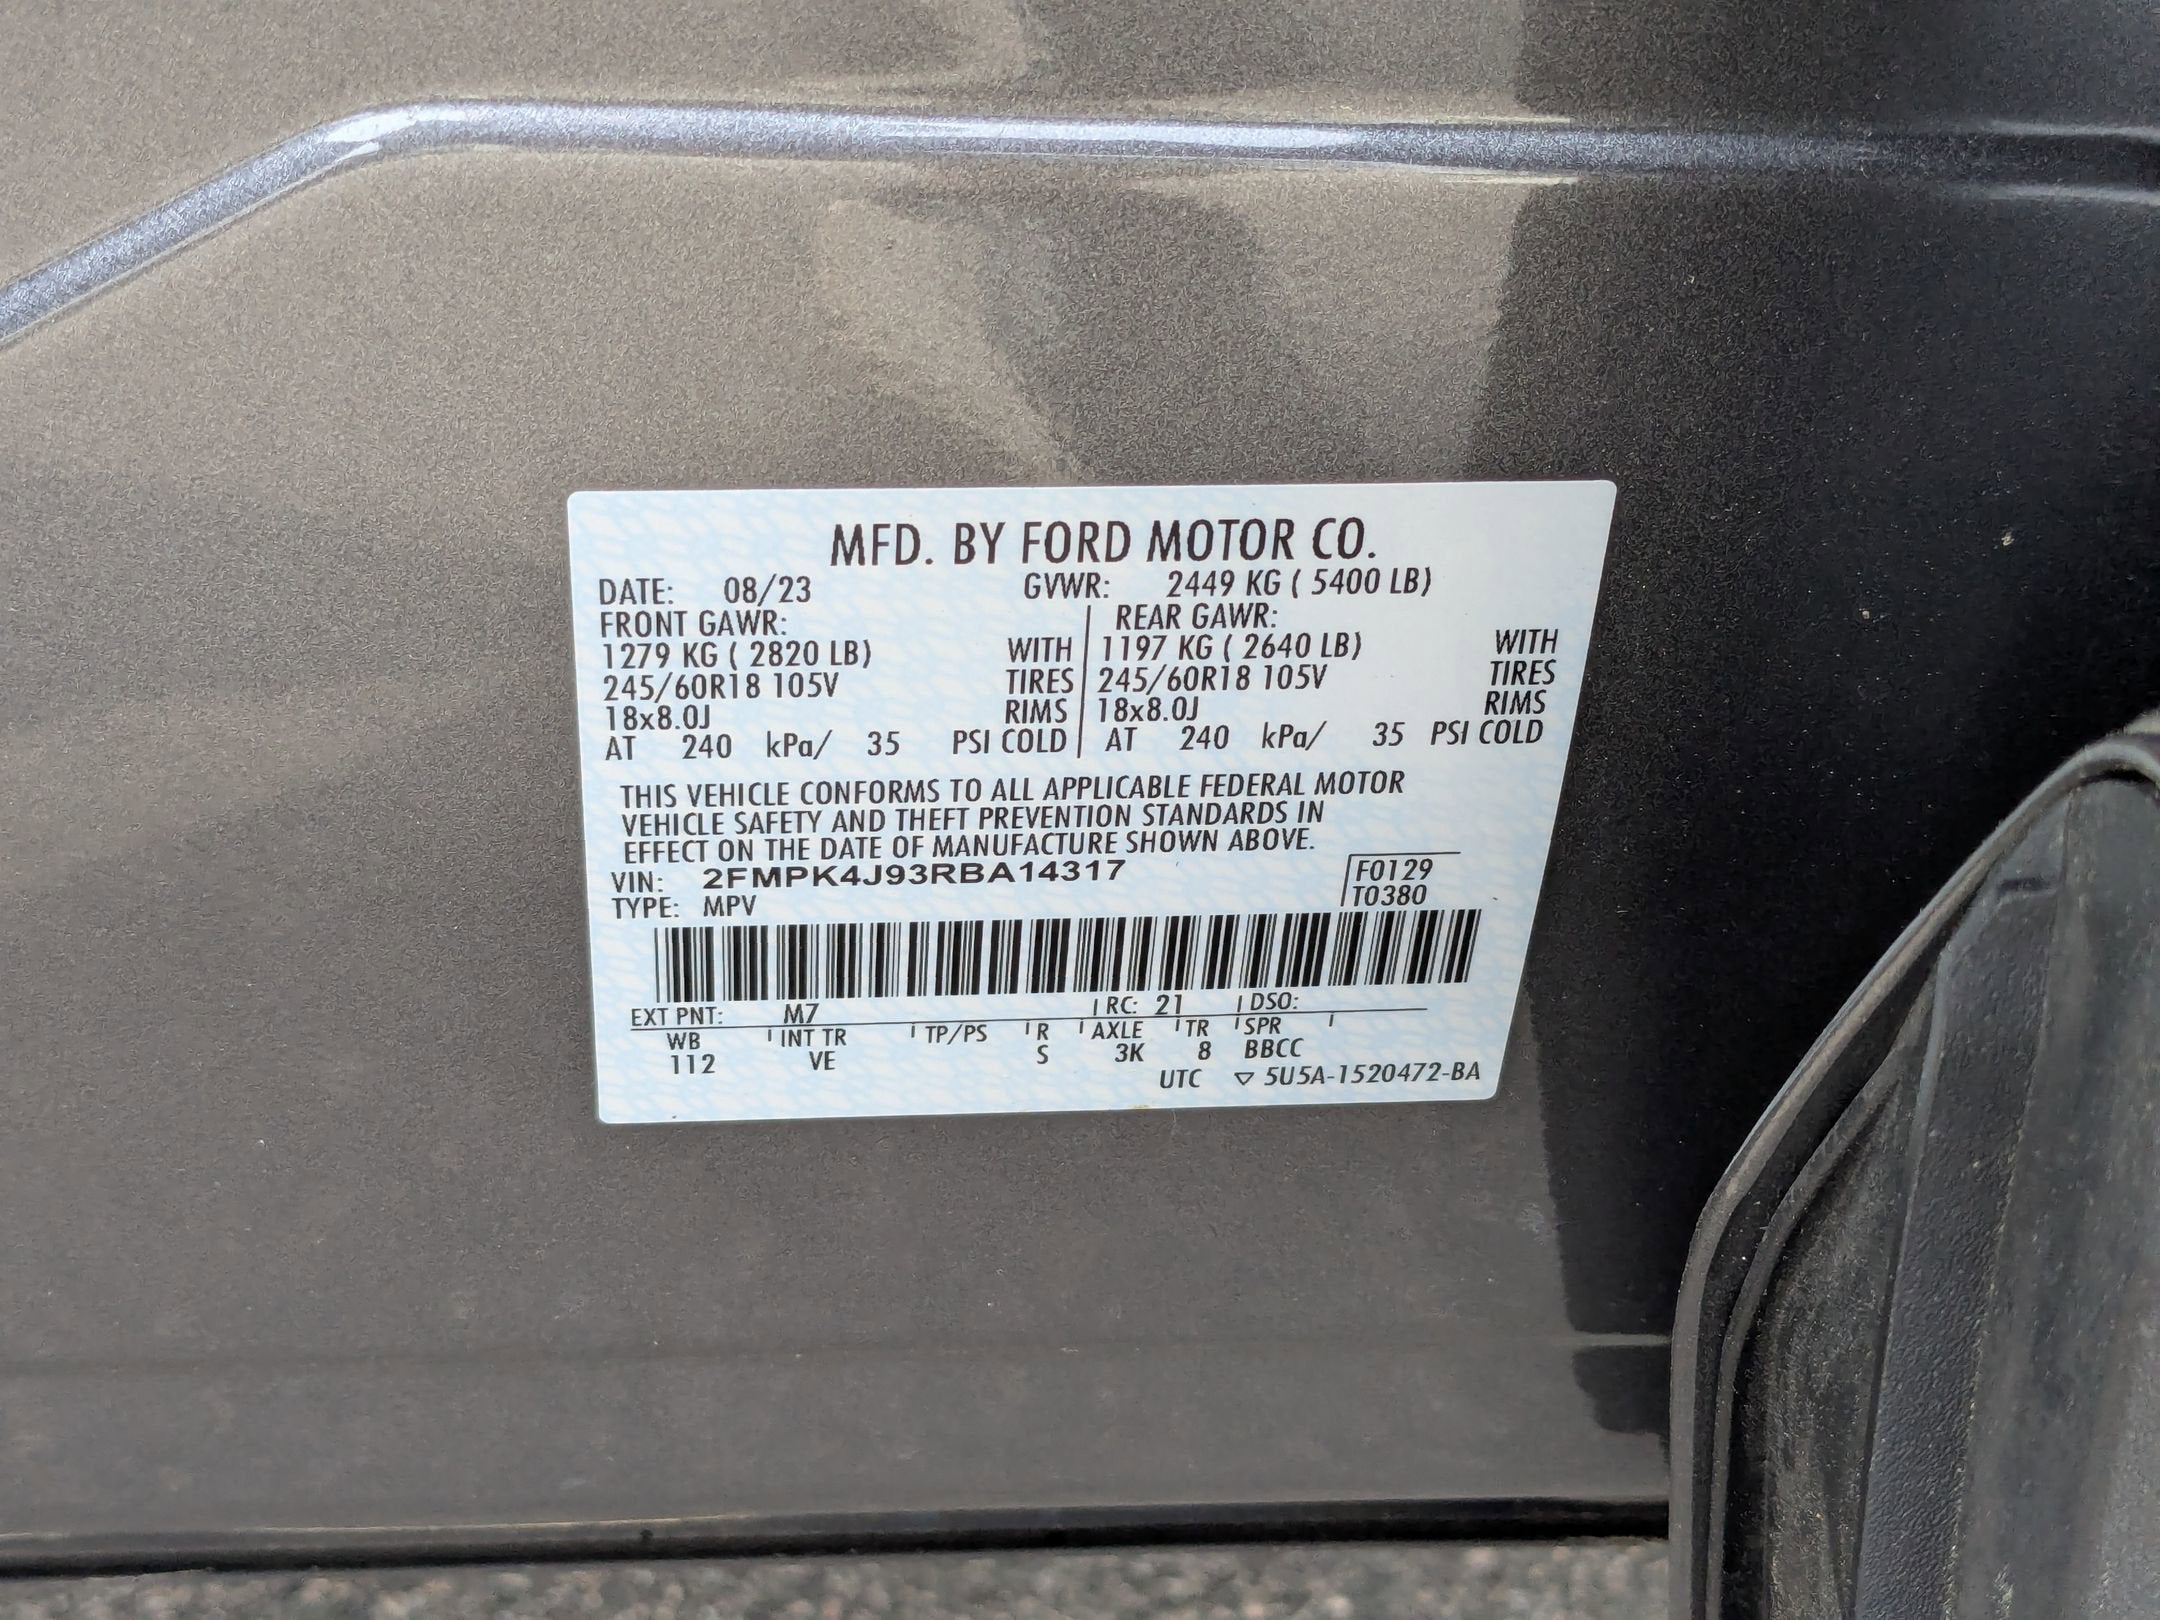 MFD. BY FORD MOTOR CO.
DATE: 08/23 GVWR: 2449 KG ( 5400 LB)
FRONT GAWR: REAR GAWR:
1279 KG ( 2820 LB) WITH 1197 KG ( 2640 LB) WITH
245/60R18 105V TIRES 245/60R18 105V TIRES
18x8.0J RIMS 18x8.0J RIMS
AT 240 kPa/ 35 PSI COLD AT 240 kPa/ 35 PSI COLD
THIS VEHICLE CONFORMS TO ALL APPLICABLE FEDERAL MOTOR
VEHICLE SAFETY AND THEFT PREVENTION STANDARDS IN
EFFECT ON THE DATE OF MANUFACTURE SHOWN ABOVE.
VIN: 2FMPK4J93RBA14317 F0129
TYPE: MPV T0380
EXT PNT: M7 RC: 21 DSO:
WB INT TR TP/PS R AXLE TR SPR
112 VE S 3K 8 BBCC
UTC ▽ 5U5A-1520472-BA